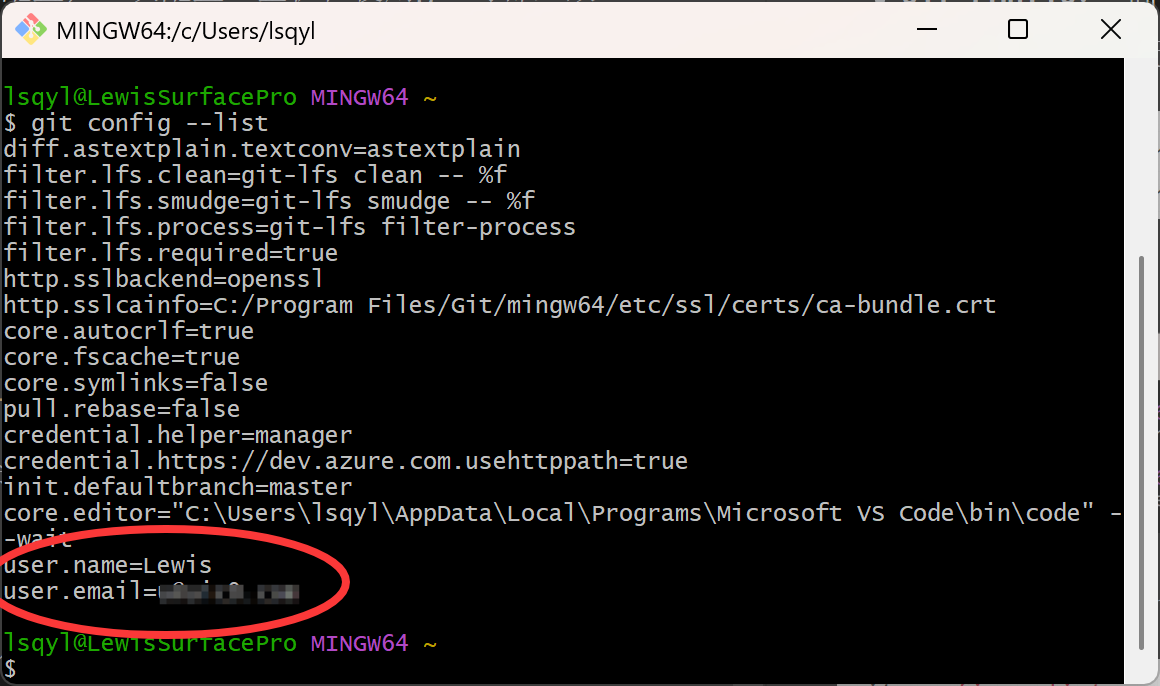 MINGW64:/c/Users/lsqyl
lsqyl@LewisSurfacePro MINGW64 ~
$ git config --list
diff.astextplain.textconv=astextplain
filter.lfs.clean=git-lfs clean -- %f
filter.lfs.smudge=git-lfs smudge -- %f
filter.lfs.process=git-lfs filter-process
filter.lfs.required=true
http.sslbackend=openssl
http.sslcainfo=C:/Program Files/Git/mingw64/etc/ssl/certs/ca-bundle.crt
core.autocrlf=true
core.fscache=true
core.symlinks=false
pull.rebase=false
credential.helper=manager
credential.https://dev.azure.com.usehttppath=true
init.defaultbranch=master
core.editor="C:\Users\lsqyl\AppData\Local\Programs\Microsoft VS Code\bin\code" -
-wait
user.name=Lewis
user.email=
lsqyl@LewisSurfacePro MINGW64 ~
$